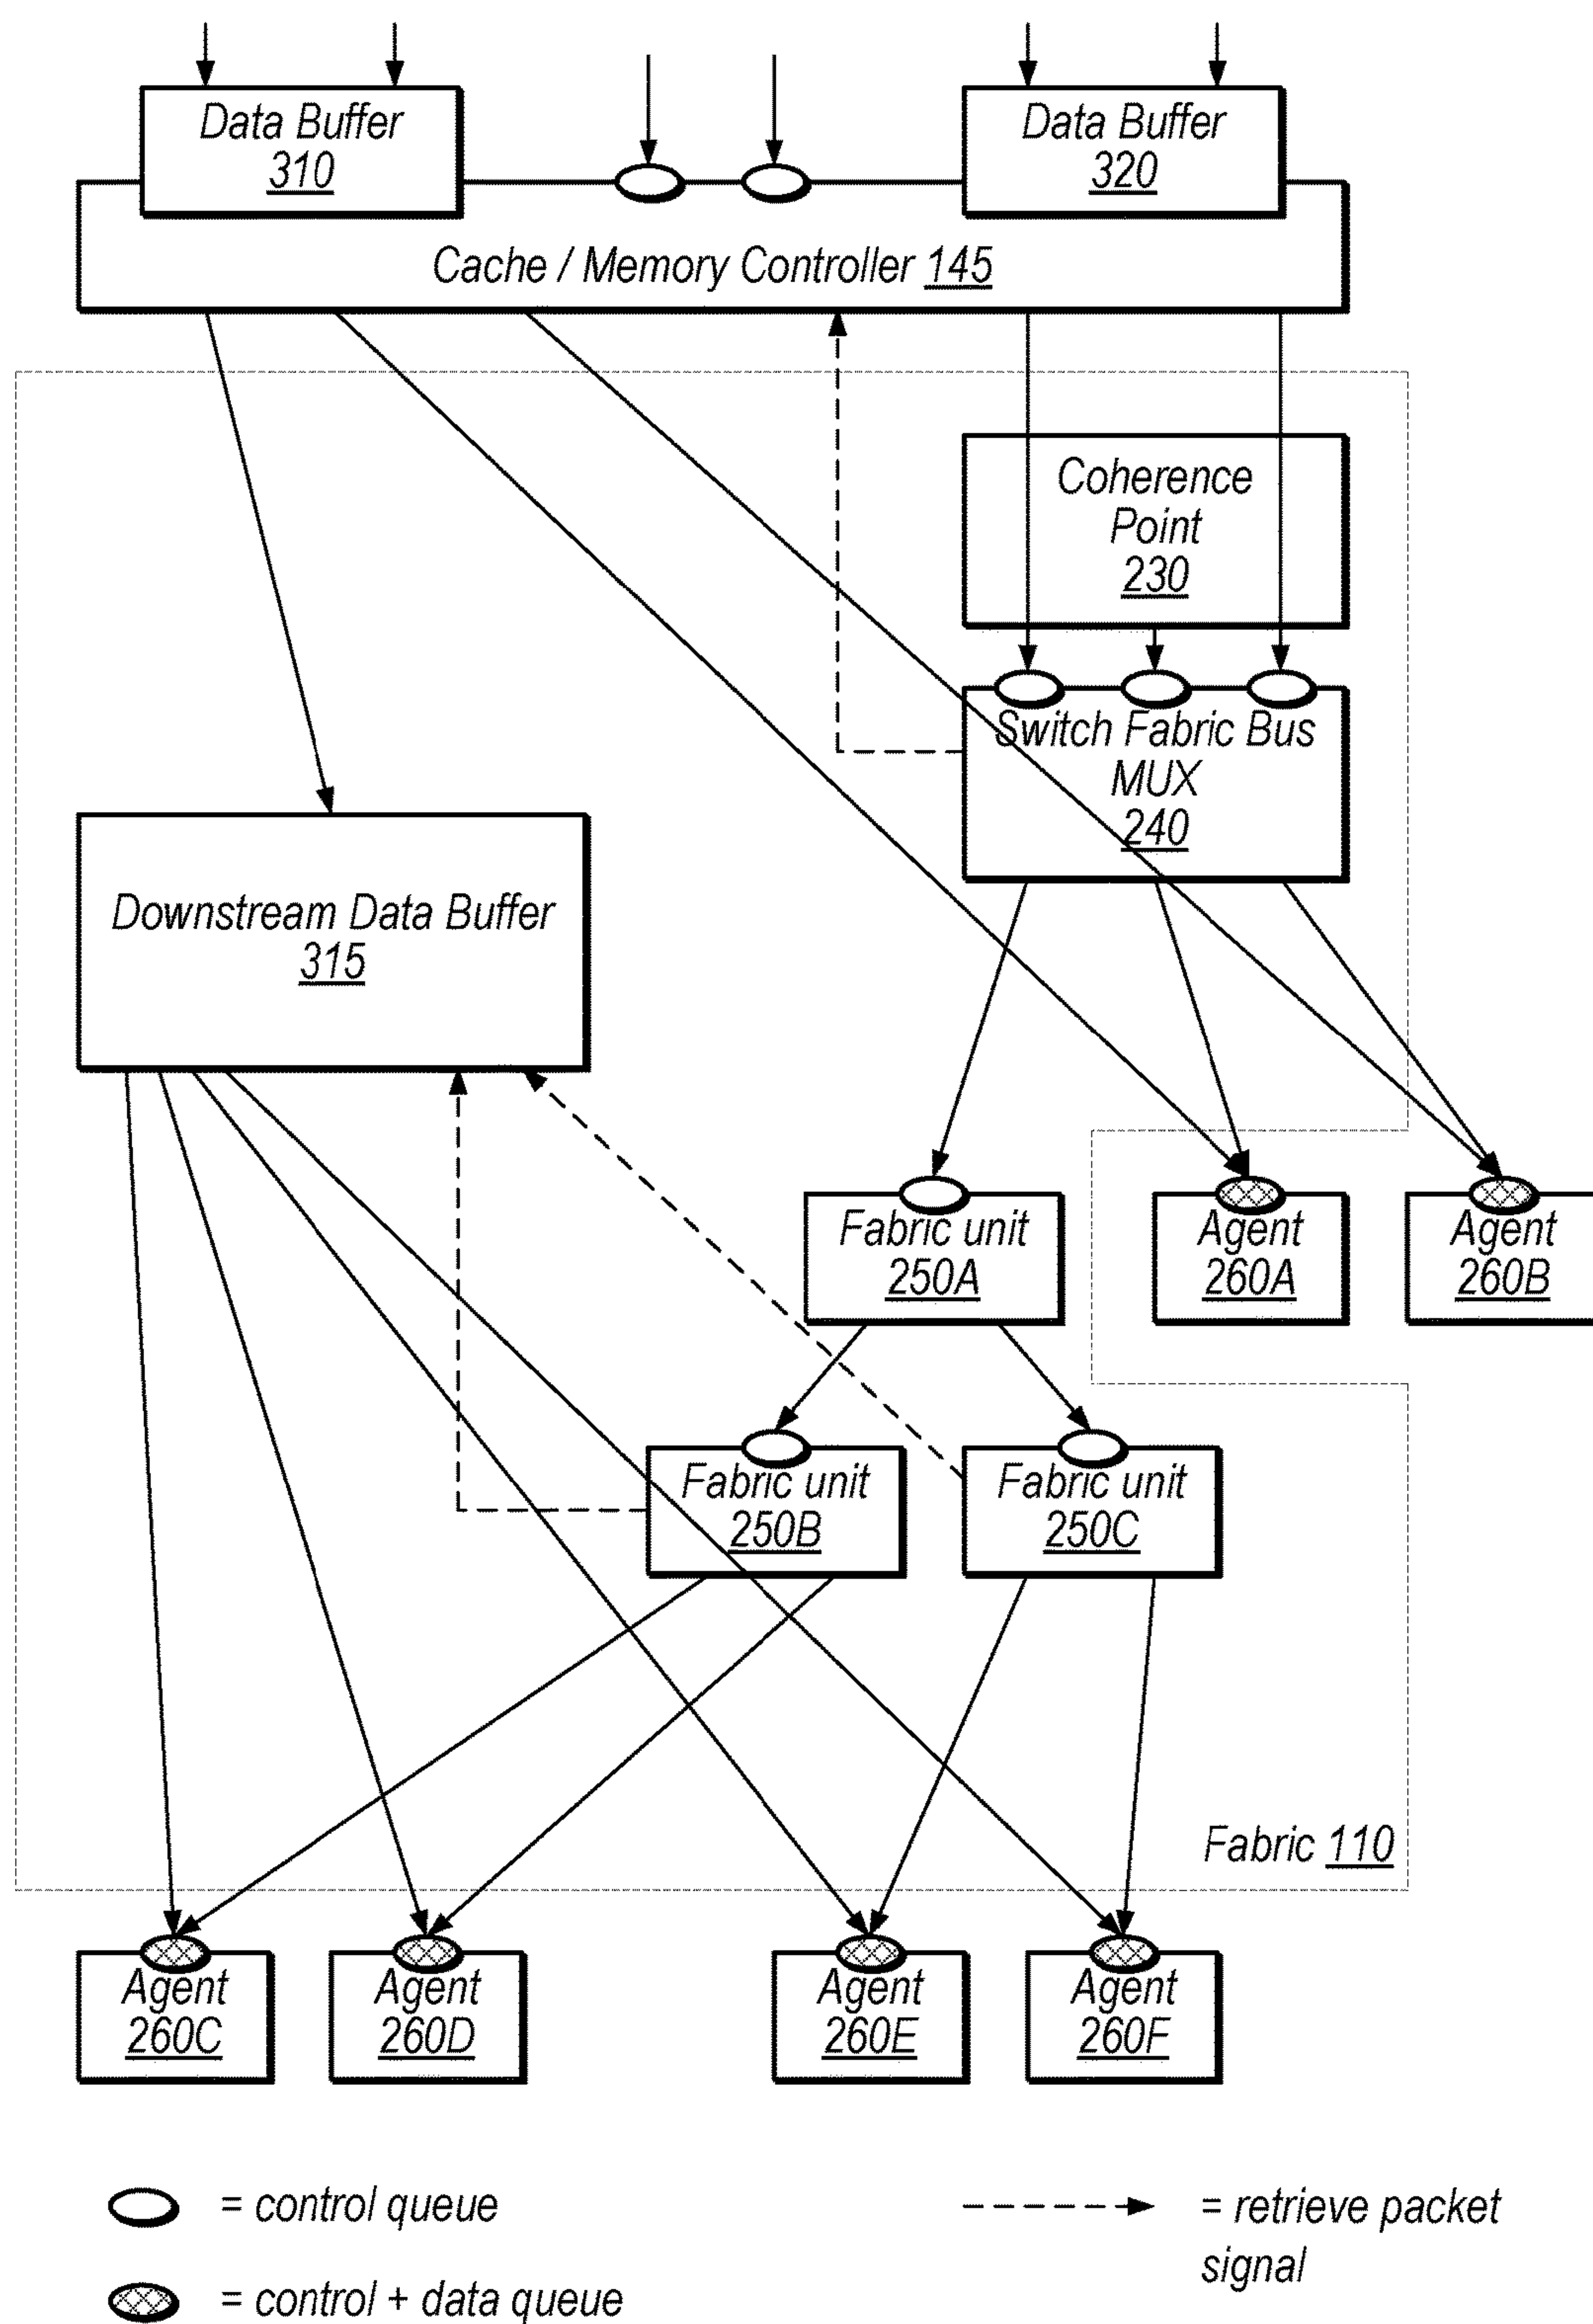 Data Buffer
310
Data Buffer
320
Cache / Memory Controller 145
Coherence
Point
230
Switch Fabric Bus
MUX
240
Downstream Data Buffer
315
Fabric unit
250A
Agent
260A
Agent
260B
Fabric unit
250B
Fabric unit
250C
Fabric 110
Agent
260C
Agent
260D
Agent
260E
Agent
260F
= control queue
= retrieve packet
signal
= control + data queue